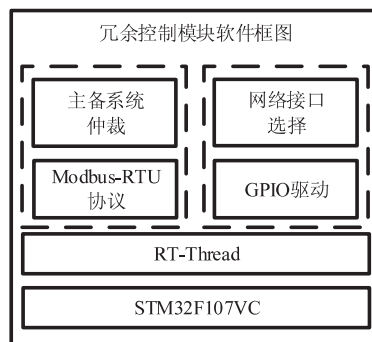 冗余控制模块软件框图
主备系统
仲裁
网络接口
选择
Modbus-RTU
协议
GPIO驱动
RT-Thread
STM32F107VC